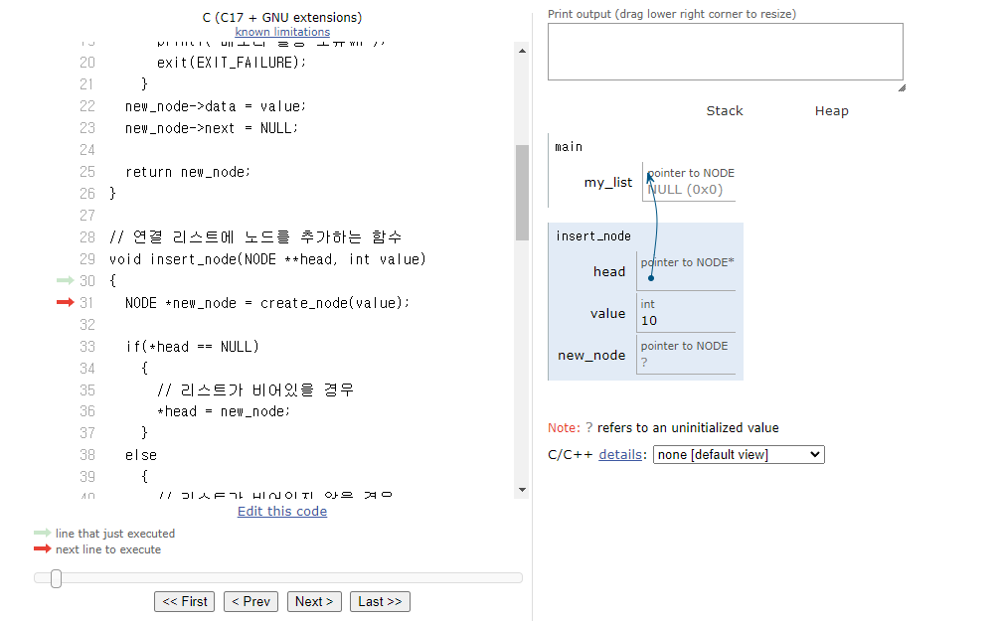 C (C17 + GNU extensions)
known limitations
20 exit(EXIT_FAILURE);
21 }
22 new_node->data = value;
23 new_node->next = NULL;
24
25 return new_node;
26 }
27
28 // 연결 리스트에 노드를 추가하는 함수
29 void insert_node(NODE **head, int value)
30 {
31 NODE *new_node = create_node(value);
32
33 if(*head == NULL)
34 {
35 // 리스트가 비어있을 경우
36 *head = new_node;
37 }
38 else
39 {
40 // 리스트가 비어있지 않을 경우
Edit this code
line that just executed
next line to execute
<< First
< Prev
Next >
Last >>
Print output (drag lower right corner to resize)
Stack
Heap
main
my_list
pointer to NODE
NULL (0x0)
insert_node
head
pointer to NODE*
value
int
10
new_node
pointer to NODE
?
Note: ? refers to an uninitialized value
C/C++ details: none [default view]